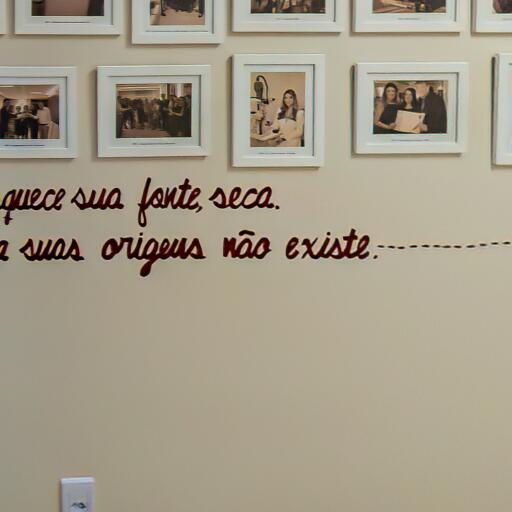 quece sua fonte, seca.
a suas origens não existe.